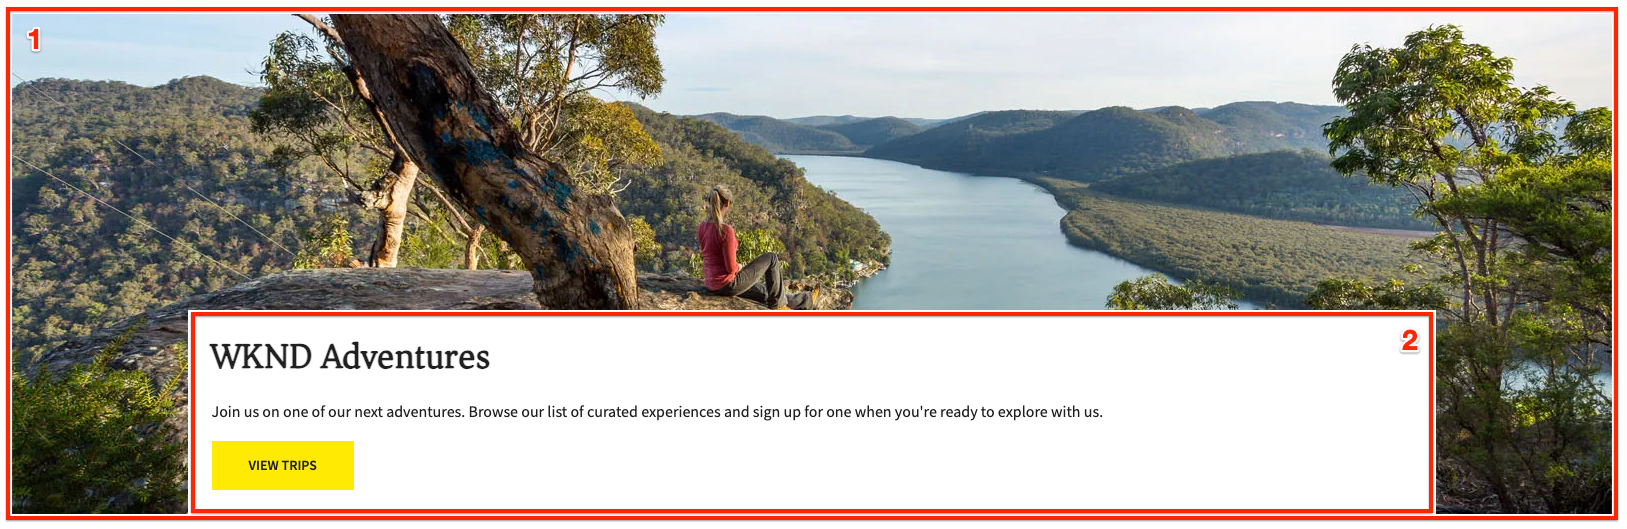 1
2
WKND Adventures
Join us on one of our next adventures. Browse our list of curated experiences and sign up for one when you're ready to explore with us.
VIEW TRIPS